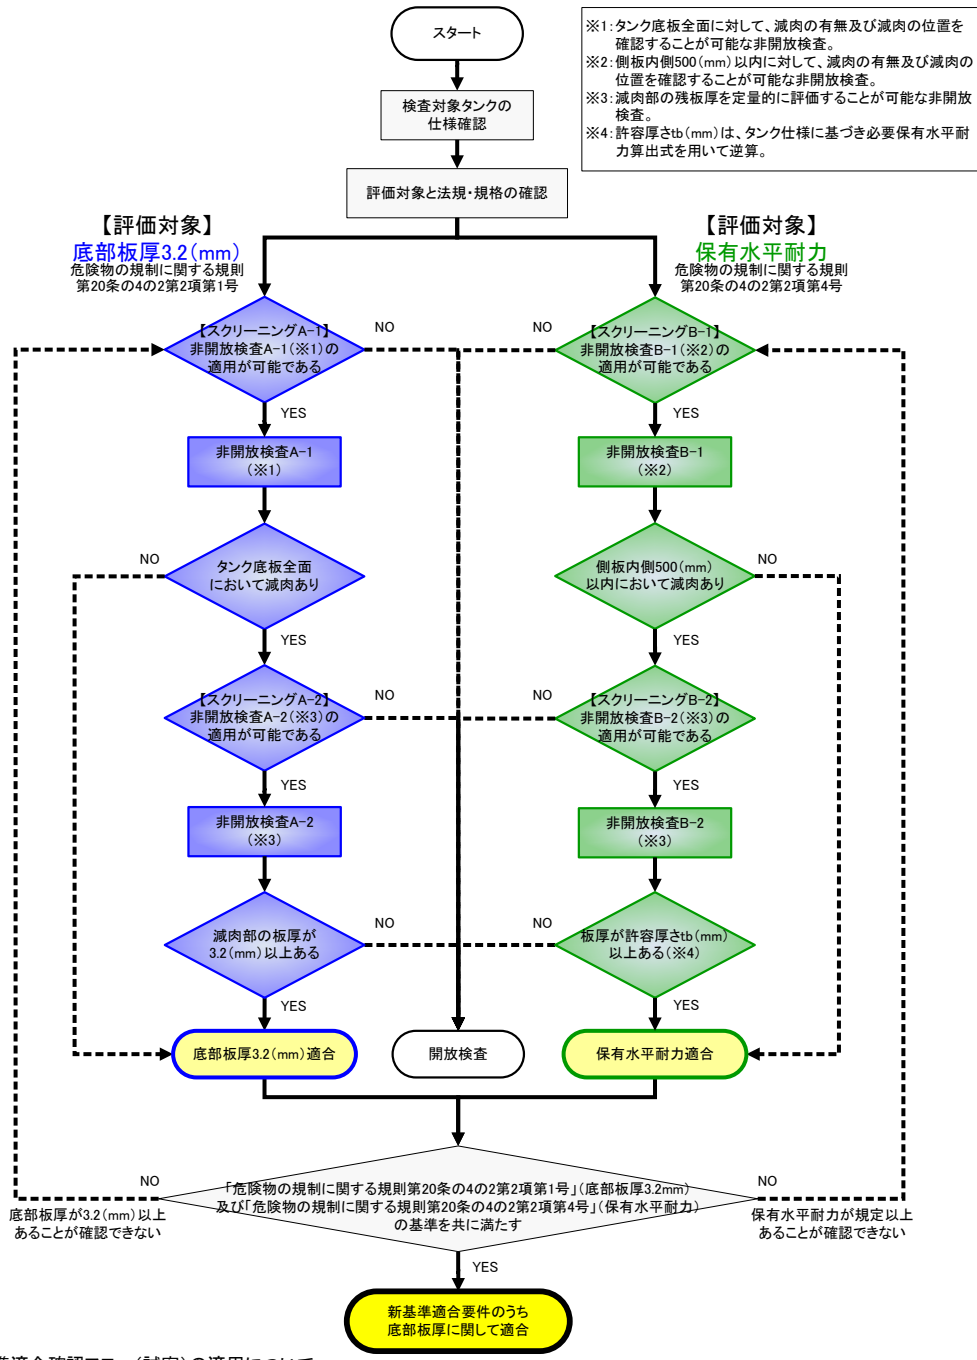 スタート
※1:タンク底板全面に対して、減肉の有無及び減肉の位置を
確認することが可能な非開放検査。
※2:側板内側500(mm)以内に対して、減肉の有無及び減肉の
位置を確認することが可能な非開放検査。
※3:減肉部の残板厚を定量的に評価することが可能な非開放
検査。
※4:許容厚さtb(mm)は、タンク仕様に基づき必要保有水平耐
力算出式を用いて逆算。
検査対象タンクの
仕様確認
評価対象と法規・規格の確認
【評価対象】
底部板厚3.2(mm)
危険物の規制に関する規則
第20条の4の2第2項第1号
【評価対象】
保有水平耐力
危険物の規制に関する規則
第20条の4の2第2項第4号
【スクリーニングA-1】
非開放検査A-1(※1)の
適用が可能である
NO
NO
【スクリーニングB-1】
非開放検査B-1(※2)の
適用が可能である
YES
YES
非開放検査A-1
(※1)
非開放検査B-1
(※2)
NO
タンク底板全面
において減肉あり
側板内側500(mm)
以内において減肉あり
NO
YES
YES
【スクリーニングA-2】
非開放検査A-2(※3)の
適用が可能である
NO
NO
【スクリーニングB-2】
非開放検査B-2(※3)の
適用が可能である
YES
YES
非開放検査A-2
(※3)
非開放検査B-2
(※3)
減肉部の板厚が
3.2(mm)以上ある
NO
NO
板厚が許容厚さtb(mm)
以上ある(※4)
YES
YES
底部板厚3.2(mm)適合
開放検査
保有水平耐力適合
NO
底部板厚が3.2(mm)以上
あることが確認できない
「危険物の規制に関する規則第20条の4の2第2項第1号」(底部板厚3.2mm)
及び「危険物の規制に関する規則第20条の4の2第2項第4号」(保有水平耐力)
の基準を共に満たす
NO
保有水平耐力が規定以上
あることが確認できない
YES
新基準適合要件のうち
底部板厚に関して適合